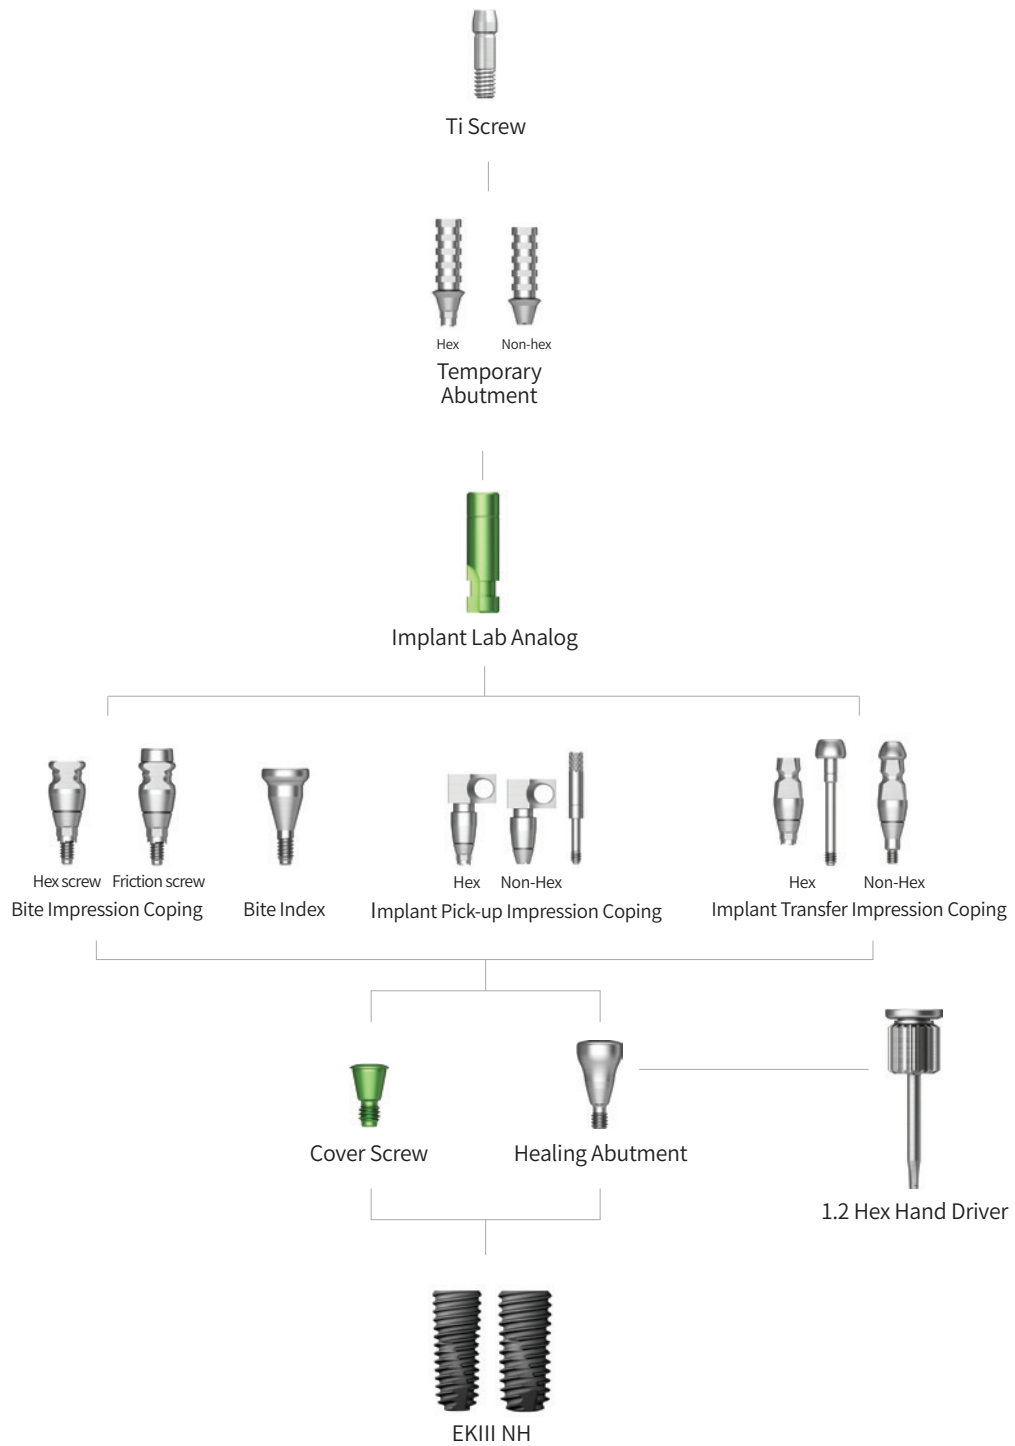 Ti Screw
Hex Non-hex
Temporary
Abutment
Implant Lab Analog
Hex screw Friction screw
Bite Impression Coping
Bite Index
Hex Non-Hex
Implant Pick-up Impression Coping
Hex Non-Hex
Implant Transfer Impression Coping
Cover Screw
Healing Abutment
1.2 Hex Hand Driver
EKIII NH